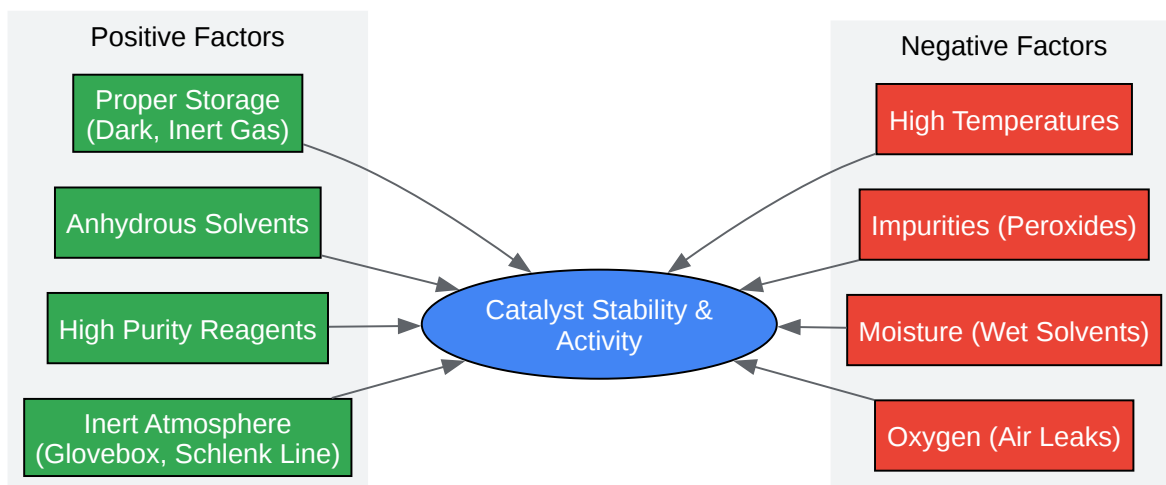 Positive Factors
Proper Storage
(Dark, Inert Gas)
Anhydrous Solvents
High Purity Reagents
Inert Atmosphere
(Glovebox, Schlenk Line)
Catalyst Stability &
Activity
Negative Factors
High Temperatures
Impurities (Peroxides)
Moisture (Wet Solvents)
Oxygen (Air Leaks)